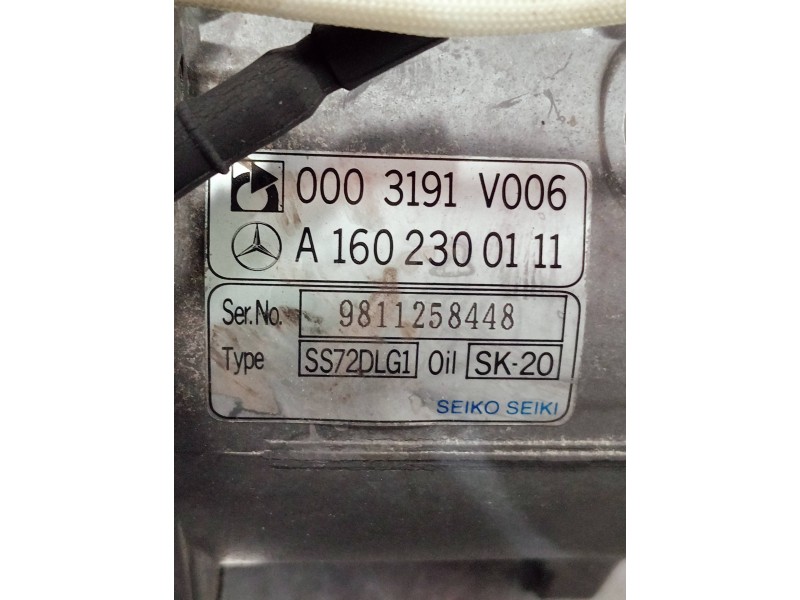 000 3191 V006
A 160 230 01 11
Ser.No. 9811258448
Type SS72DLG1 Oil SK-20
SEIKO SEIKI